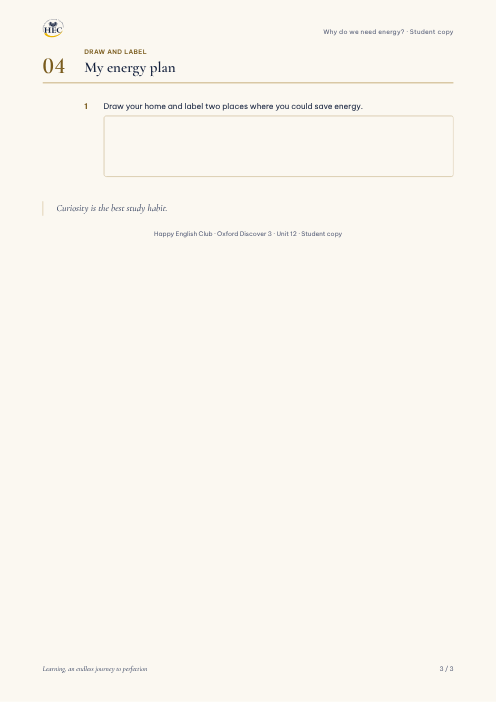 HEC
Why do we need energy? · Student copy
DRAW AND LABEL
04 My energy plan
1 Draw your home and label two places where you could save energy.
Curiosity is the best study habit.
Happy English Club · Oxford Discover 3 · Unit 12 · Student copy
Learning, an endless journey to perfection
3 / 3